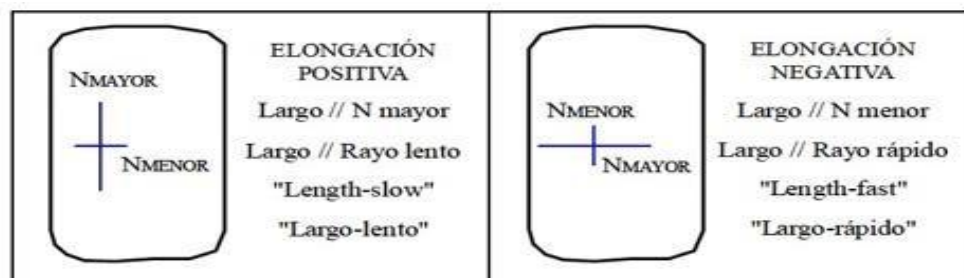 NMAYOR
NMENOR
ELONGACIÓN
POSITIVA
Largo // N mayor
Largo // Rayo lento
"Length-slow"
"Largo-lento"
NMENOR
NMAYOR
ELONGACIÓN
NEGATIVA
Largo // N menor
Largo // Rayo rápido
"Length-fast"
"Largo-rápido"